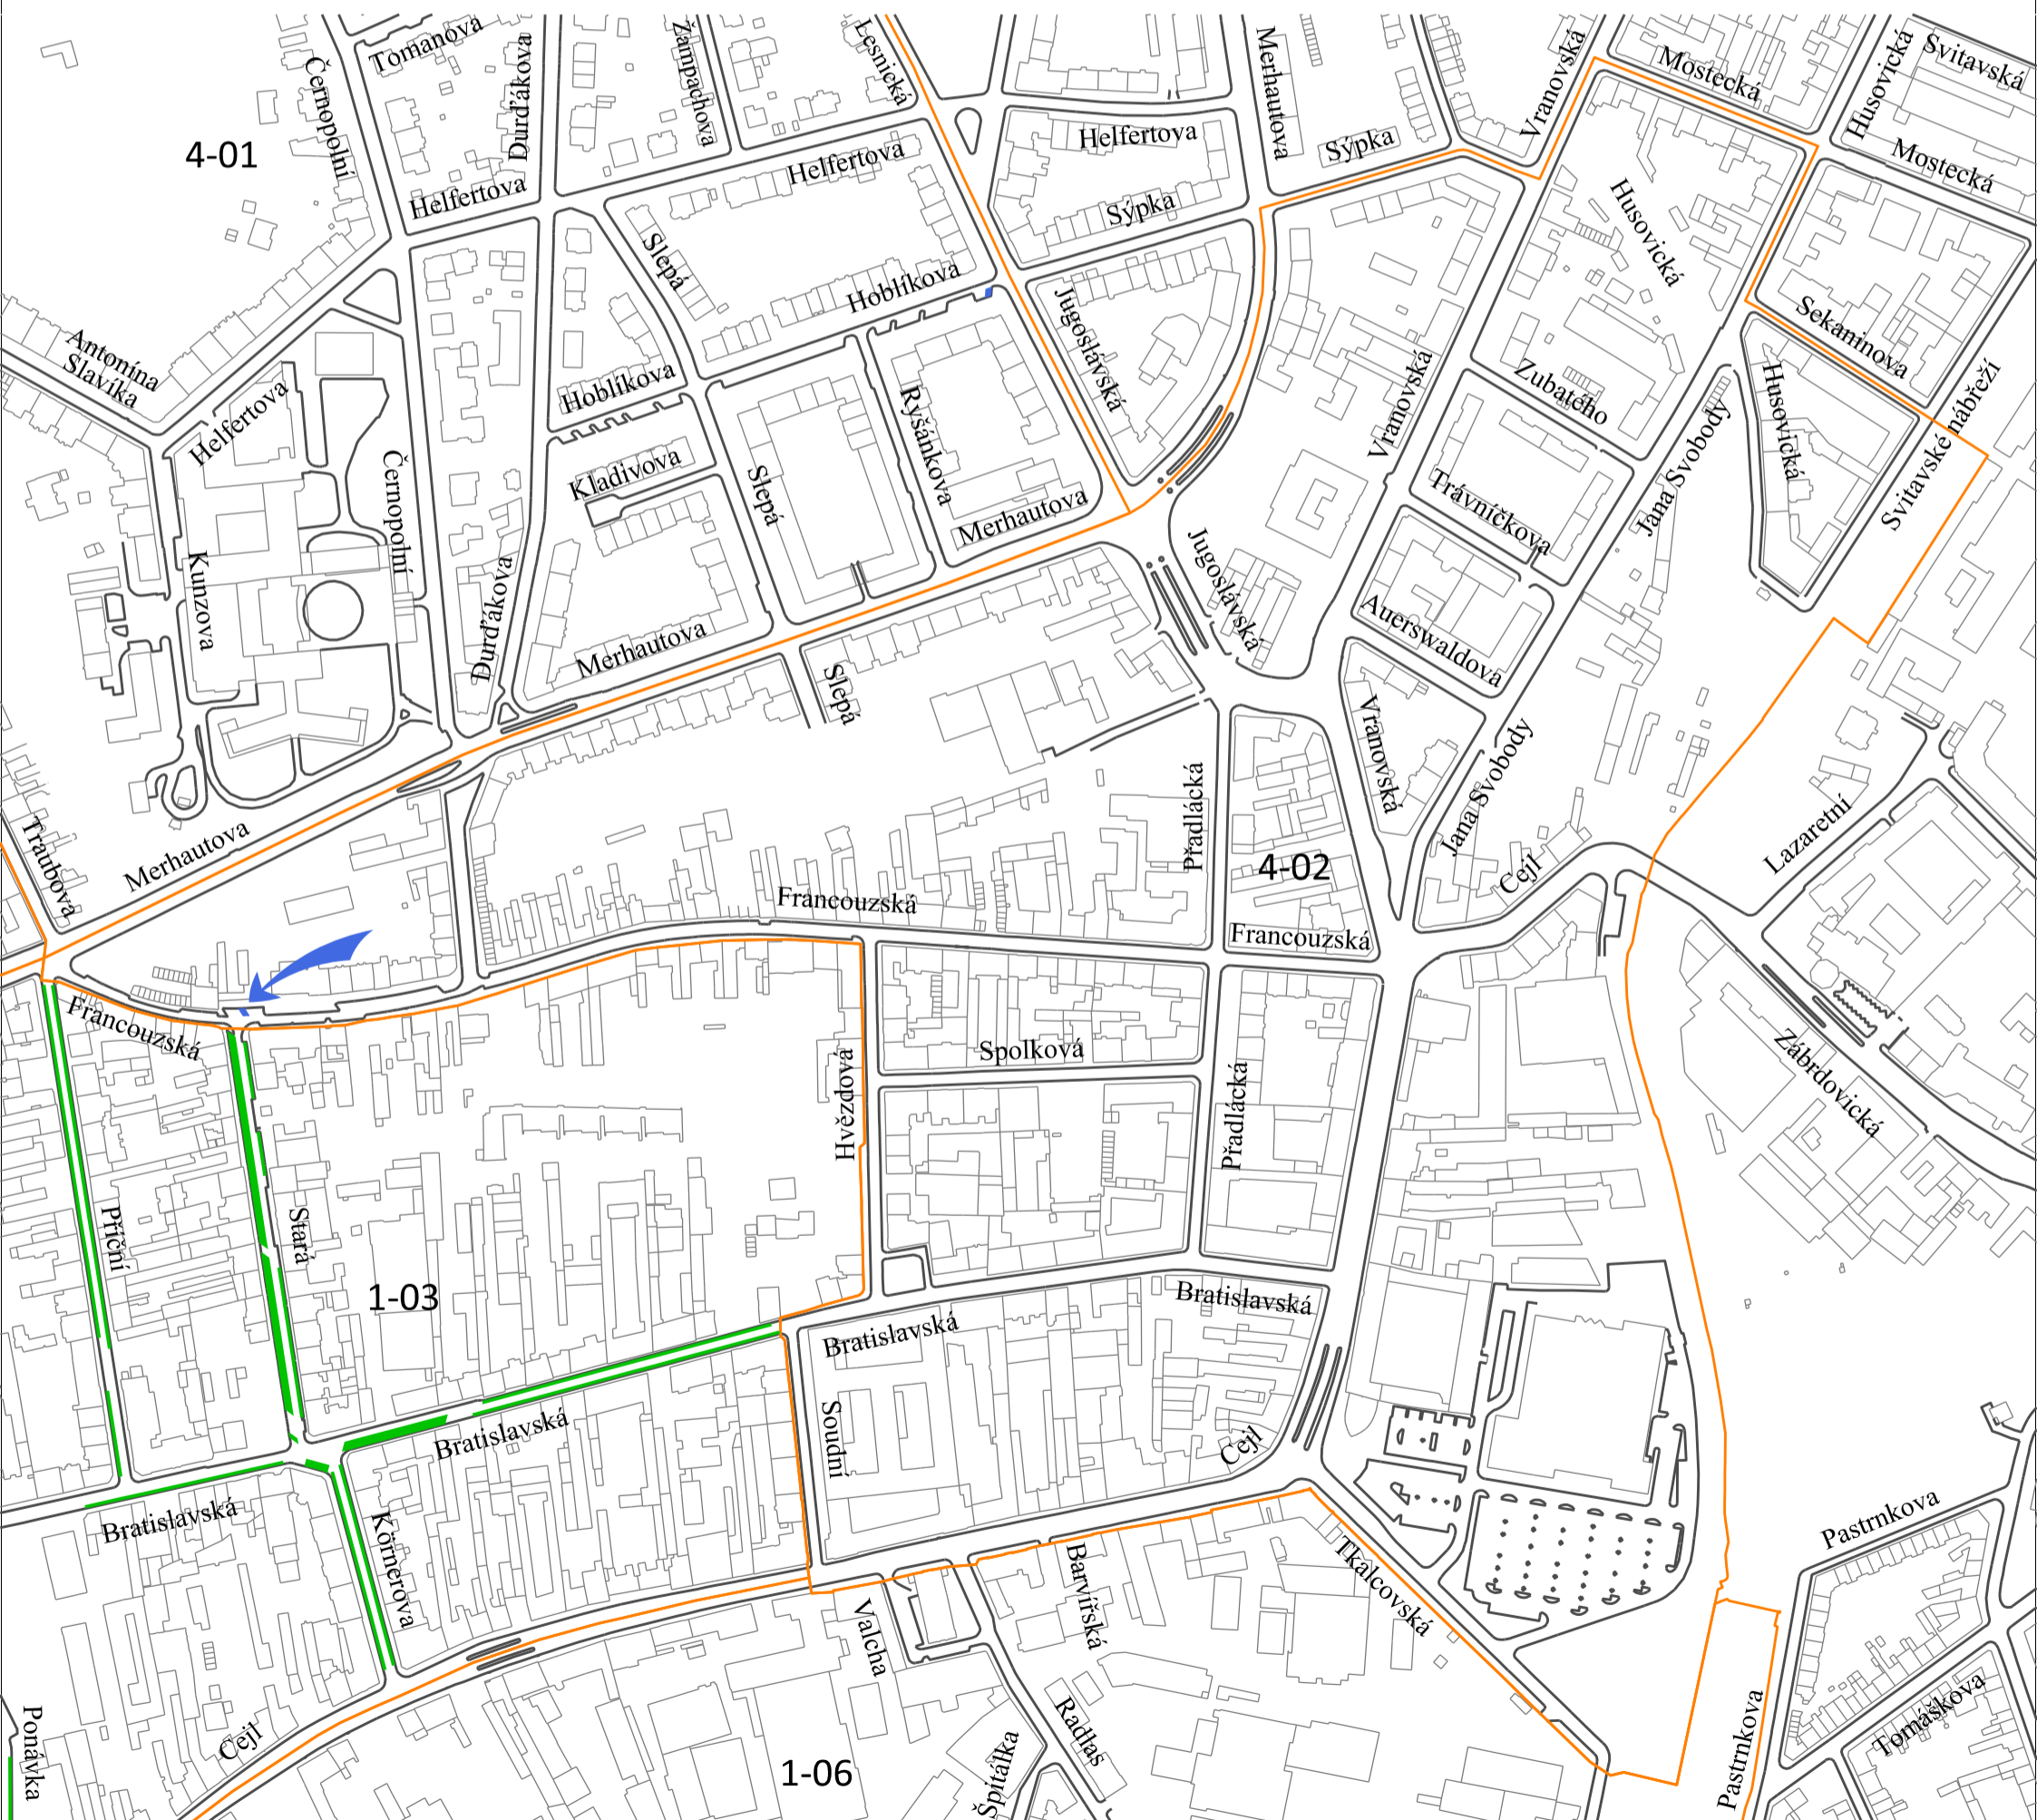 Tomanova
Durďákova
Žampachova
Lesnická
Merhautova
Vranovská
Mostecká
Husovická
Svitavská
Černopolní
4-01
Helfertova
Helfertova
Helfertova
Sýpka
Sýpka
Mostecká
Husovická
Slepá
Hoblíkova
Jugoslávská
Sekaninova
Antonína
Slavíka
Helfertova
Hoblíkova
Ryšánkova
Vranovská
Zubatého
Husovická
Svitavské nábřeží
Černopolní
Kladivova
Slepá
Merhautova
Trávníčkova
Jana Svobody
Kunzova
Durďákova
Merhautova
Jugoslávská
Auerswaldova
Slepá
Vranovská
Jana Svobody
Přadlácká
Traubova
Merhautova
Francouzská
4-02
Francouzská
Cejl
Lazaretní
Francouzská
Spolková
Hvězdová
Přadlácká
Zábrdovická
Příční
Stará
1-03
Bratislavská
Bratislavská
Bratislavská
Soudní
Cejl
Bratislavská
Körnerova
Valcha
Barvířská
Tkalcovská
Pastrnkova
Ponávka
Cejl
1-06
Špitálka
Radlas
Pastrnkova
Tomáškova